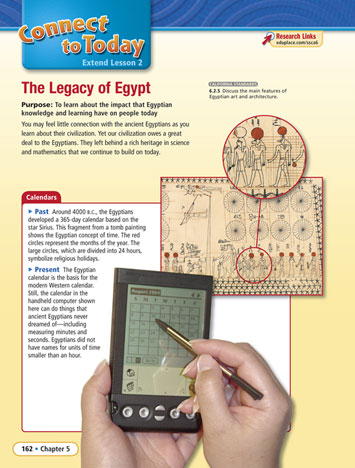 Connect
to Today
Extend Lesson 2
Research Links
eduplace.com/ssca6
The Legacy of Egypt
CALIFORNIA STANDARDS
6.2.5 Discuss the main features of
Egyptian art and architecture.
Purpose: To learn about the impact that Egyptian
knowledge and learning have on people today
You may feel little connection with the ancient Egyptians as you
learn about their civilization. Yet our civilization owes a great
deal to the Egyptians. They left behind a rich heritage in science
and mathematics that we continue to build on today.
Calendars
▶ Past Around 4000 B.C., the Egyptians
developed a 365-day calendar based on the
star Sirius. This fragment from a tomb painting
shows the Egyptian concept of time. The red
circles represent the months of the year. The
large circles, which are divided into 24 hours,
symbolize religious holidays.
▶ Present The Egyptian
calendar is the basis for the
modern Western calendar.
Still, the calendar in the
handheld computer shown
here can do things that
ancient Egyptians never
dreamed of—including
measuring minutes and
seconds. Egyptians did not
have names for units of time
smaller than an hour.
162 • Chapter 5